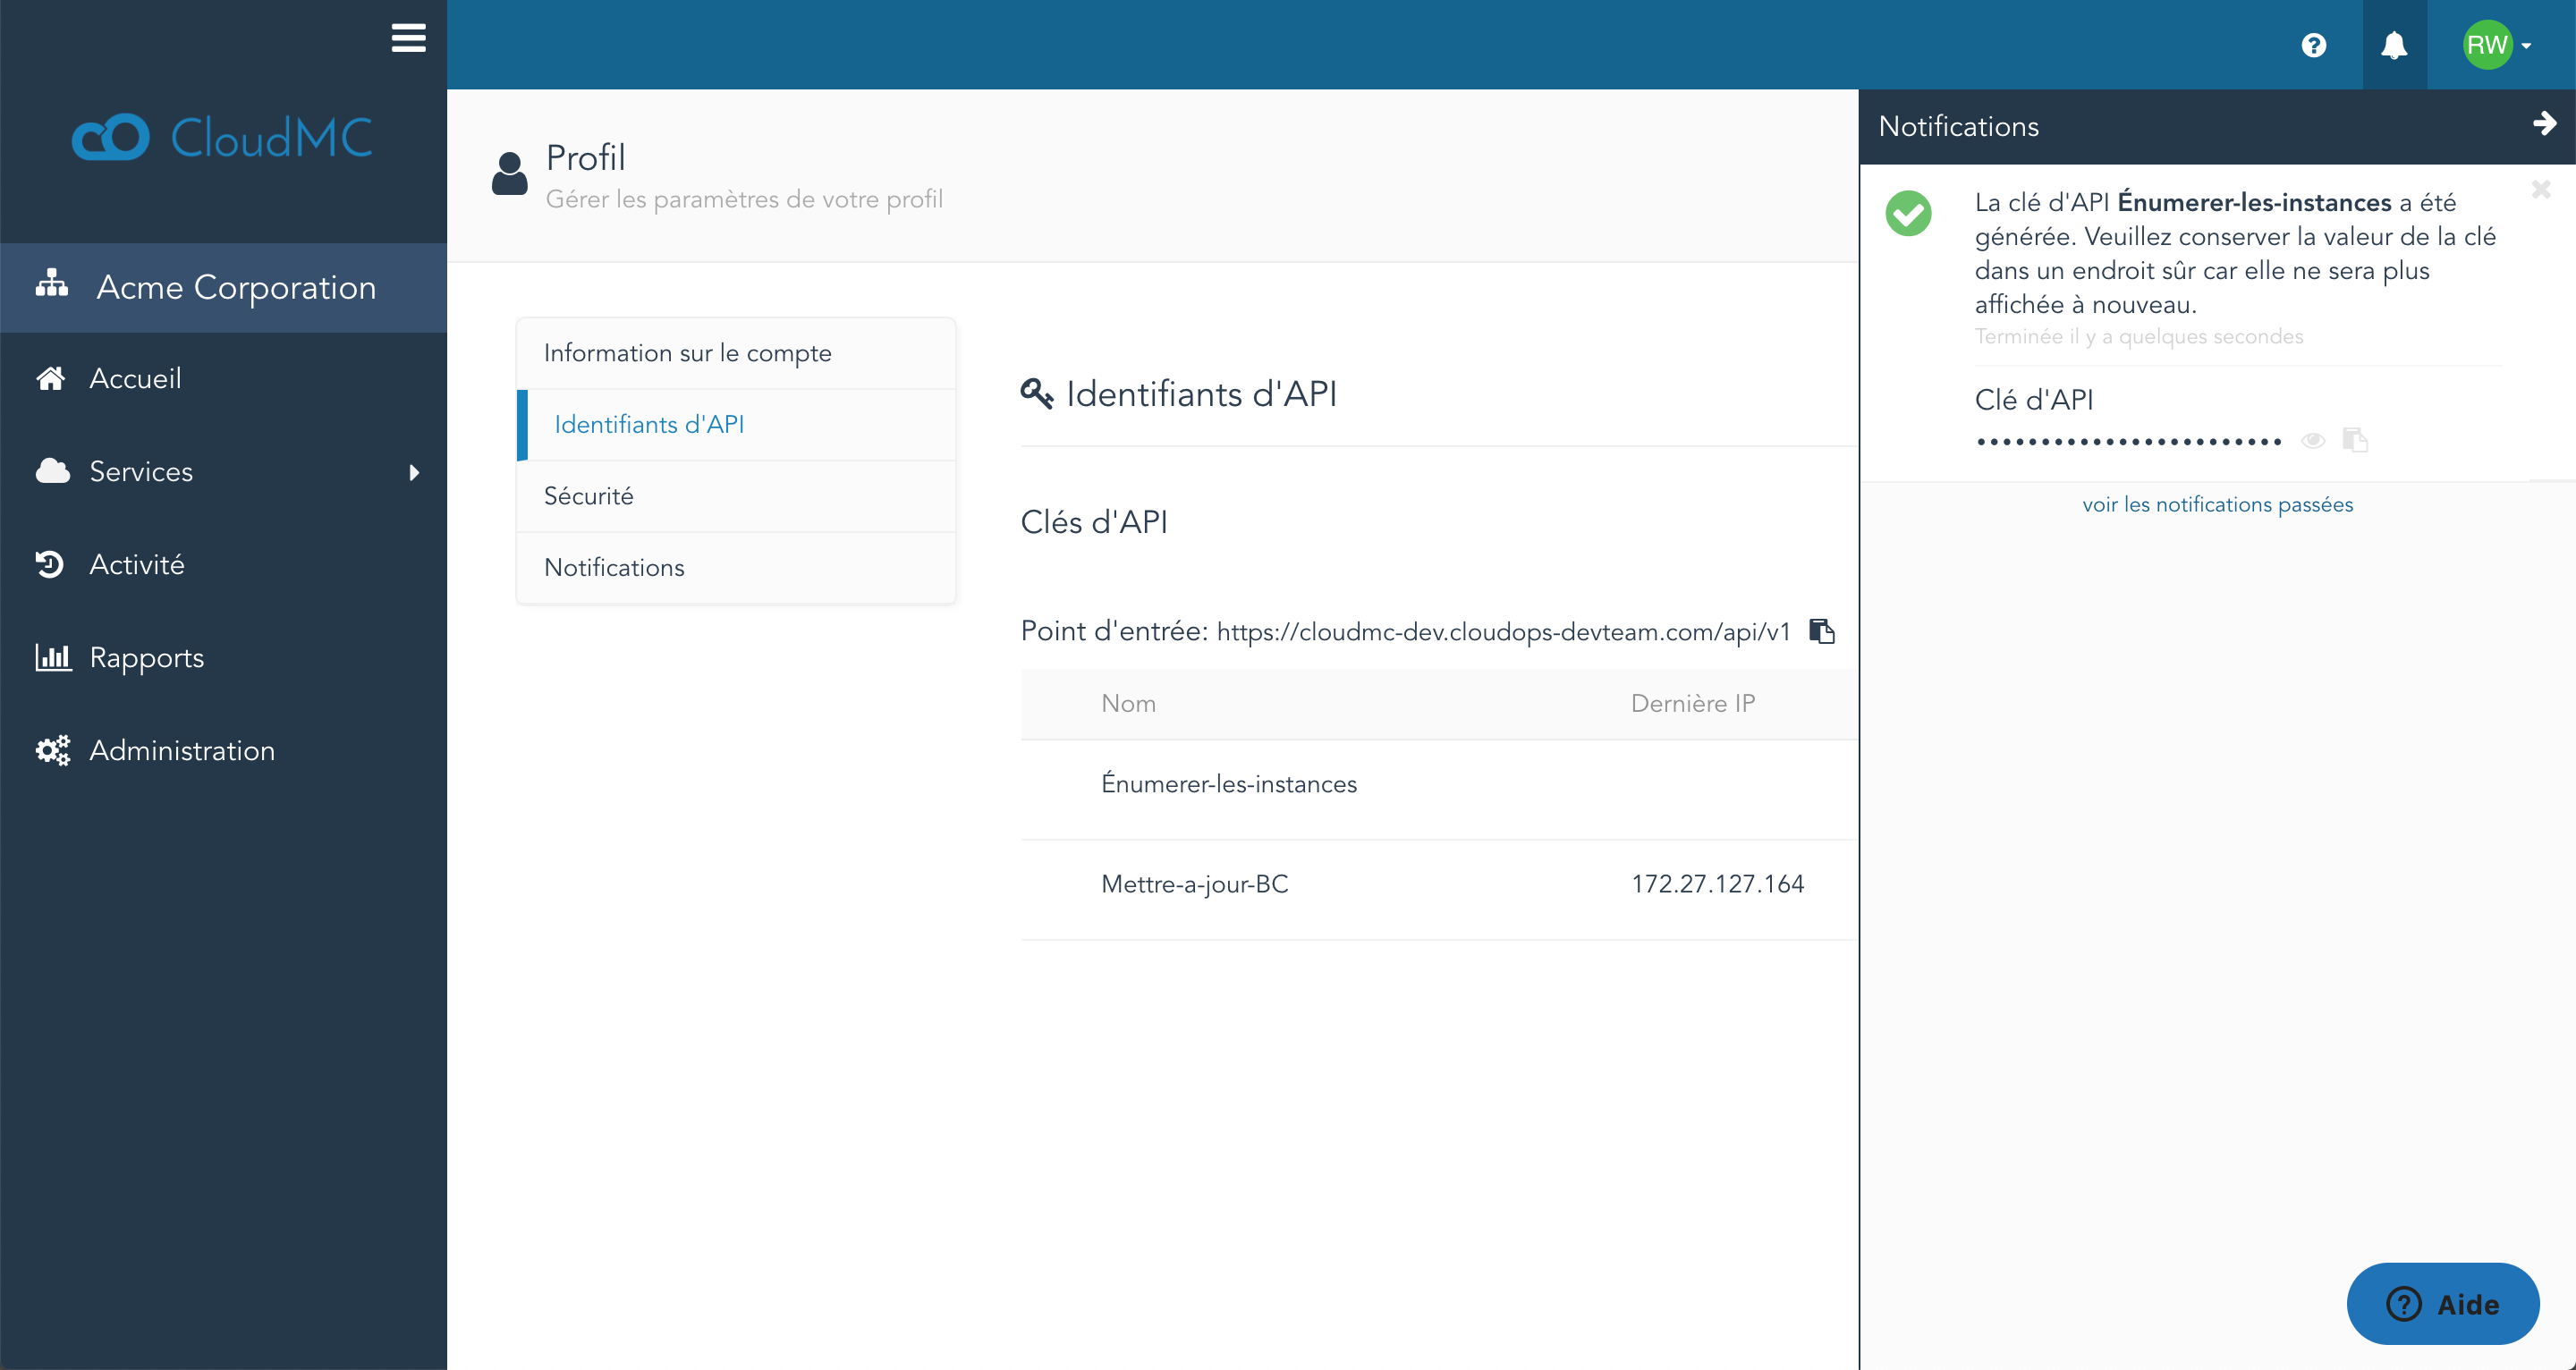 RW
CloudMC
Acme Corporation
Accueil
Services
Activité
Rapports
Administration
Profil
Gérer les paramètres de votre profil
Information sur le compte
Identifiants d'API
Sécurité
Notifications
Identifiants d'API
Clés d'API
Point d'entrée: https://cloudmc-dev.cloudops-devteam.com/api/v1
Nom Dernière IP
Énumerer-les-instances
Mettre-a-jour-BC 172.27.127.164
Notifications
La clé d'API Énumerer-les-instances a été
générée. Veuillez conserver la valeur de la clé
dans un endroit sûr car elle ne sera plus
affichée à nouveau.
Terminée il y a quelques secondes
Clé d'API
••••••••••••••••••••••••
voir les notifications passées
Aide